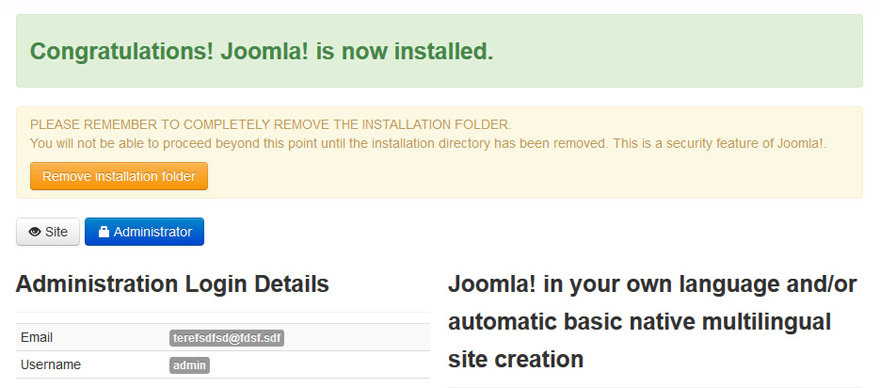 Congratulations! Joomla! is now installed.
PLEASE REMEMBER TO COMPLETELY REMOVE THE INSTALLATION FOLDER.
You will not be able to proceed beyond this point until the installation directory has been removed. This is a security feature of Joomla!.
Remove installation folder
Site
Administrator
Administration Login Details
Email terefsdfsd@fdsf.sdf
Username admin
Joomla! in your own language and/or
automatic basic native multilingual
site creation